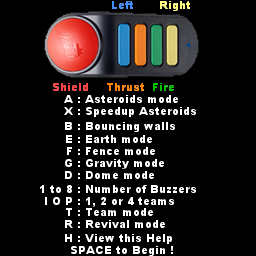 Left Right
Shield Thrust Fire
A : Asteroids mode
X : Speedup Asteroids
B : Bouncing walls
E : Earth mode
F : Fence mode
G : Gravity mode
D : Dome mode
1 to 8 : Number of Buzzers
I O P : 1, 2 or 4 teams
T : Team mode
R : Revival mode
H : View this Help
SPACE to Begin !